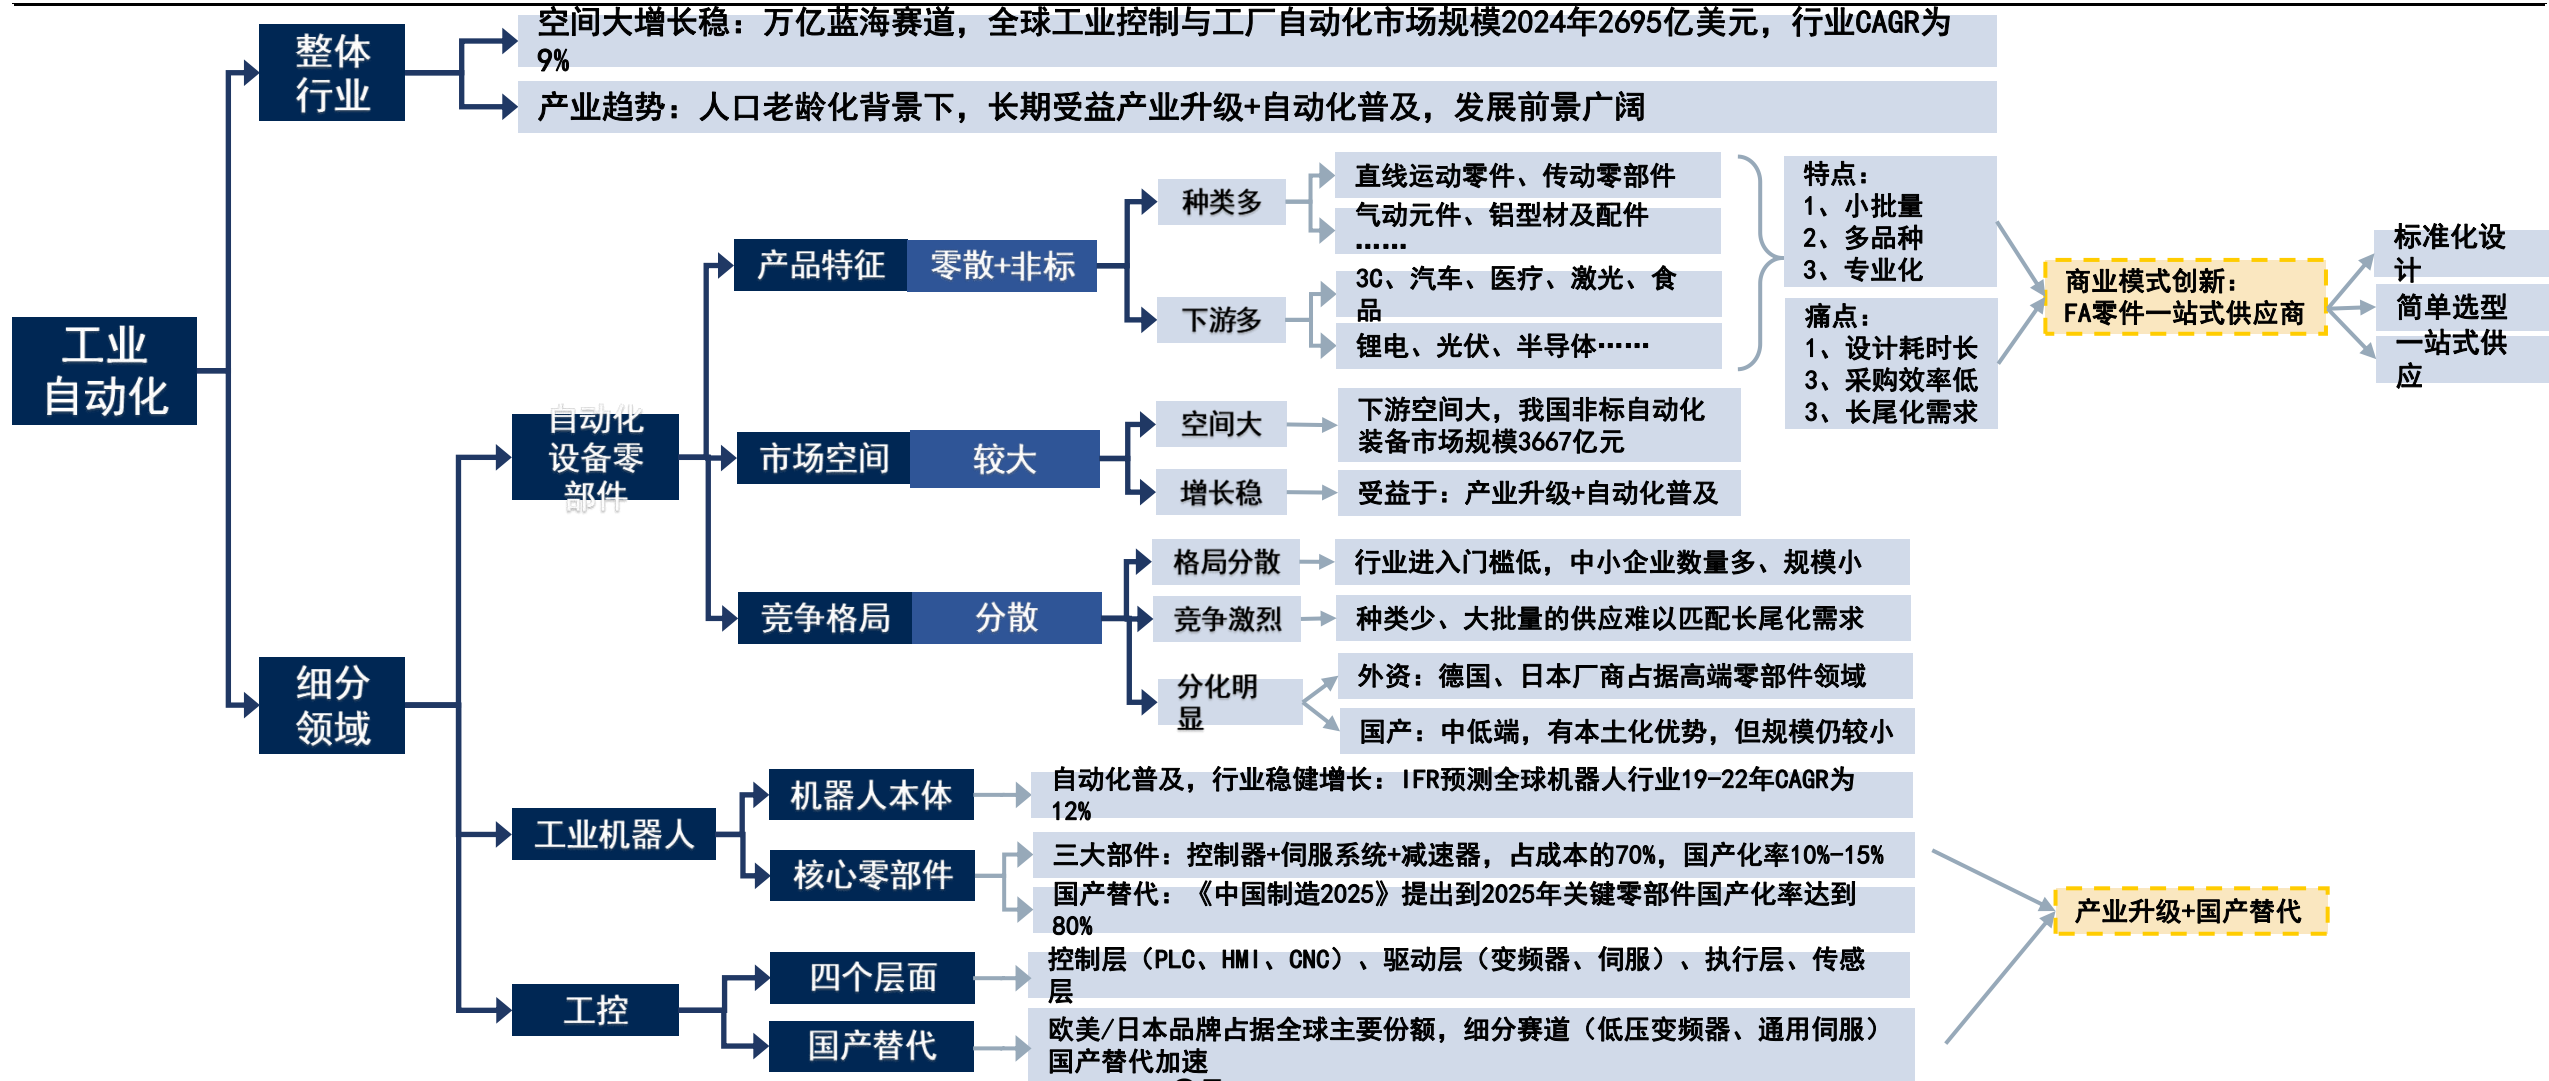 空间大增长稳：万亿蓝海赛道，全球工业控制与工厂自动化市场规模2024年2695亿美元，行业CAGR为
9%
整体
行业
产业趋势：人口老龄化背景下，长期受益产业升级+自动化普及，发展前景广阔
工业
自动化
细分
领域
自动化
设备零
部件
产品特征
零散+非标
种类多
直线运动零件、传动零部件
气动元件、铝型材及配件
……
下游多
3C、汽车、医疗、激光、食
品
锂电、光伏、半导体……
特点：
1、小批量
2、多品种
3、专业化
痛点：
1、设计耗时长
3、采购效率低
3、长尾化需求
商业模式创新：
FA零件一站式供应商
标准化设
计
简单选型
一站式供
应
市场空间
较大
空间大
下游空间大，我国非标自动化
装备市场规模3667亿元
增长稳
受益于：产业升级+自动化普及
竞争格局
分散
格局分散
行业进入门槛低，中小企业数量多、规模小
竞争激烈
种类少、大批量的供应难以匹配长尾化需求
分化明
显
外资：德国、日本厂商占据高端零部件领域
国产：中低端，有本土化优势，但规模仍较小
工业机器人
机器人本体
自动化普及，行业稳健增长：IFR预测全球机器人行业19-22年CAGR为
12%
核心零部件
三大部件：控制器+伺服系统+减速器，占成本的70%，国产化率10%-15%
国产替代：《中国制造2025》提出到2025年关键零部件国产化率达到
80%
产业升级+国产替代
工控
四个层面
控制层（PLC、HMI、CNC）、驱动层（变频器、伺服）、执行层、传感
层
国产替代
欧美/日本品牌占据全球主要份额，细分赛道（低压变频器、通用伺服）
国产替代加速